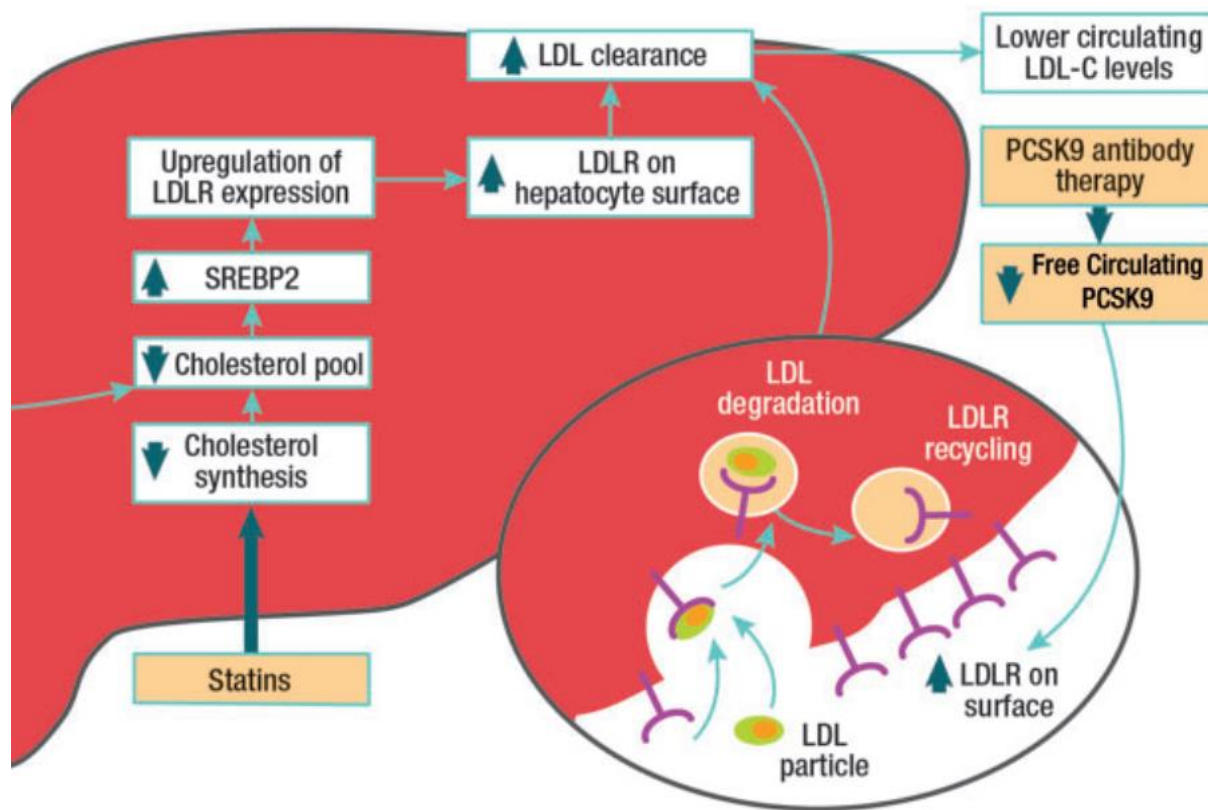 LDL clearance
Lower circulating
LDL-C levels
Upregulation of
LDLR expression
LDLR on
hepatocyte surface
PCSK9 antibody
therapy
SREBP2
Free Circulating
PCSK9
Cholesterol pool
Cholesterol
synthesis
LDL
degradation
LDLR
recycling
Statins
LDLR on
surface
LDL
particle